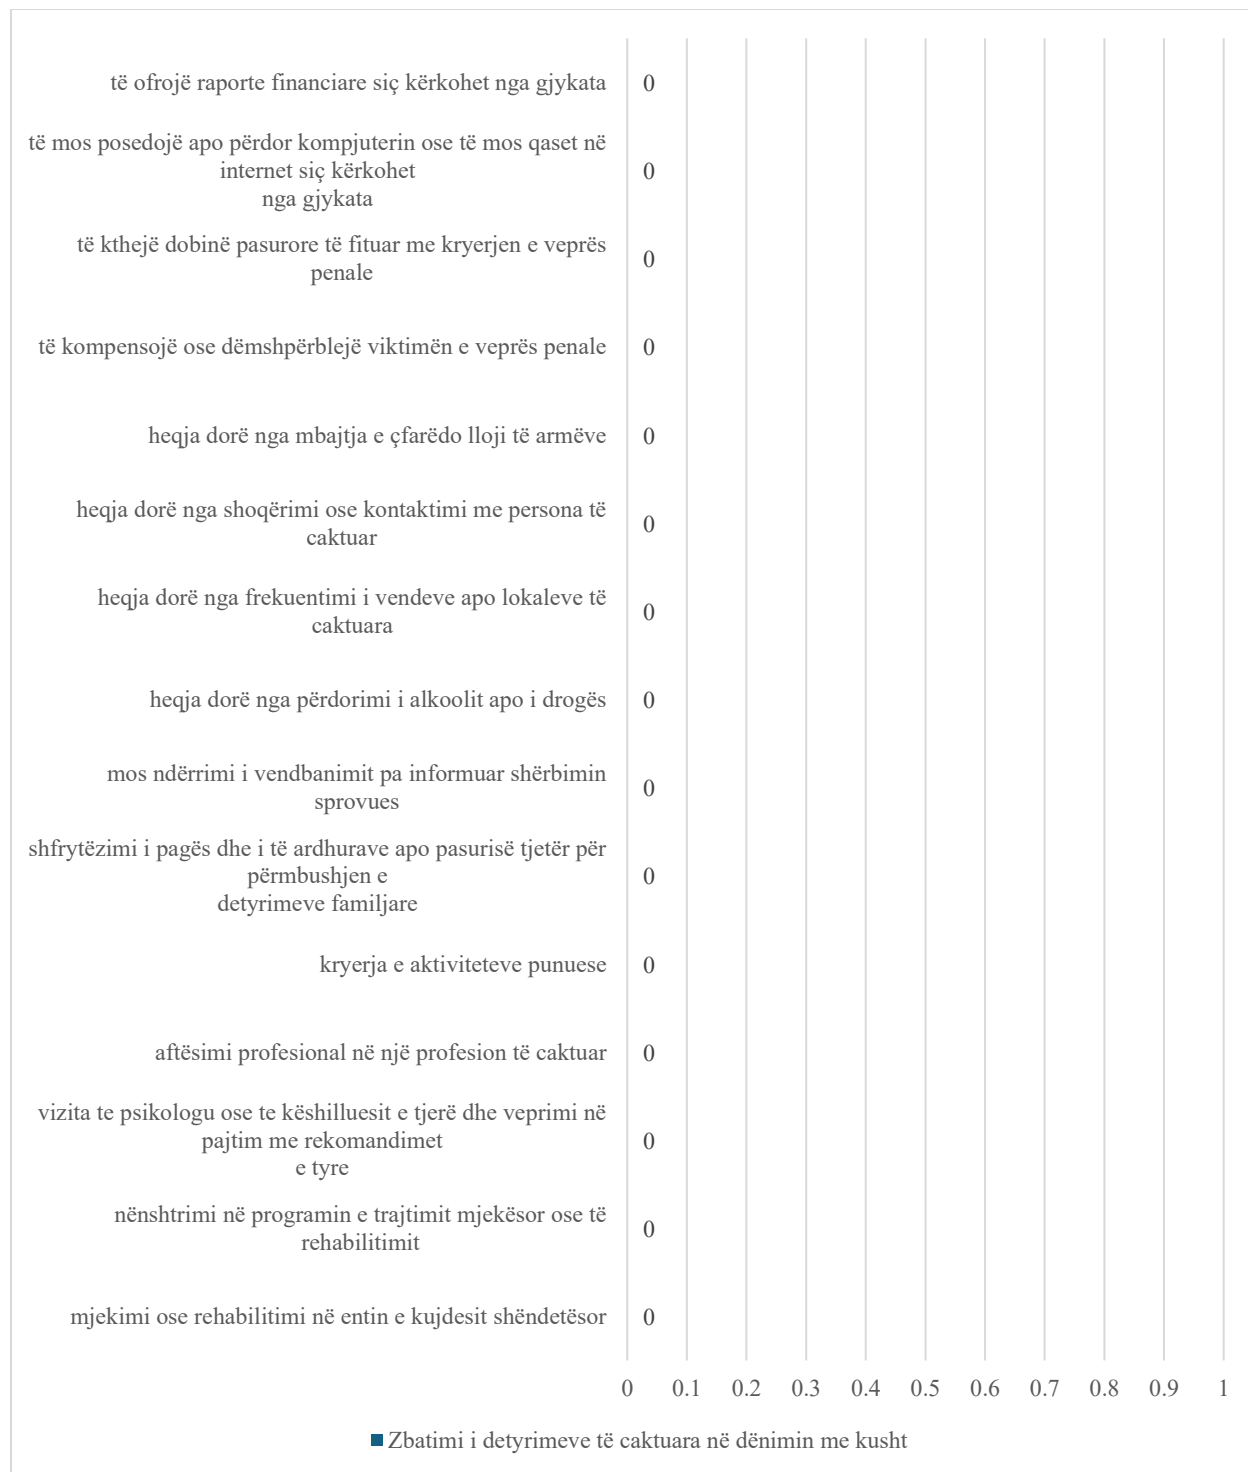 të ofrojë raporte financiare siç kërkohet nga gjykata
0
të mos posedojë apo përdor kompjuterin ose të mos qaset në
internet siç kërkohet
nga gjykata
0
të kthejë dobinë pasurore të fituar me kryerjen e veprës
penale
0
të kompensojë ose dëmshpërblejë viktimën e veprës penale
0
heqja dorë nga mbajtja e çfarëdo lloji të armëve
0
heqja dorë nga shoqërimi ose kontaktimi me persona të
caktuar
0
heqja dorë nga frekuentimi i vendeve apo lokaleve të
caktuara
0
heqja dorë nga përdorimi i alkoolit apo i drogës
0
mos ndërrimi i vendbanimit pa informuar shërbimin
sprovues
0
shfrytëzimi i pagës dhe i të ardhurave apo pasurisë tjetër për
përmbushjen e
detyrimeve familjare
0
kryerja e aktiviteteve punuese
0
aftësimi profesional në një profesion të caktuar
0
vizita te psikologu ose te këshilluesit e tjerë dhe veprimi në
pajtim me rekomandimet
e tyre
0
nënshtrimi në programin e trajtimit mjekësor ose të
rehabilitimit
0
mjekimi ose rehabilitimi në entin e kujdesit shëndetësor
0
0 0.1 0.2 0.3 0.4 0.5 0.6 0.7 0.8 0.9 1
Zbatimi i detyrimeve të caktuara në dënimin me kusht